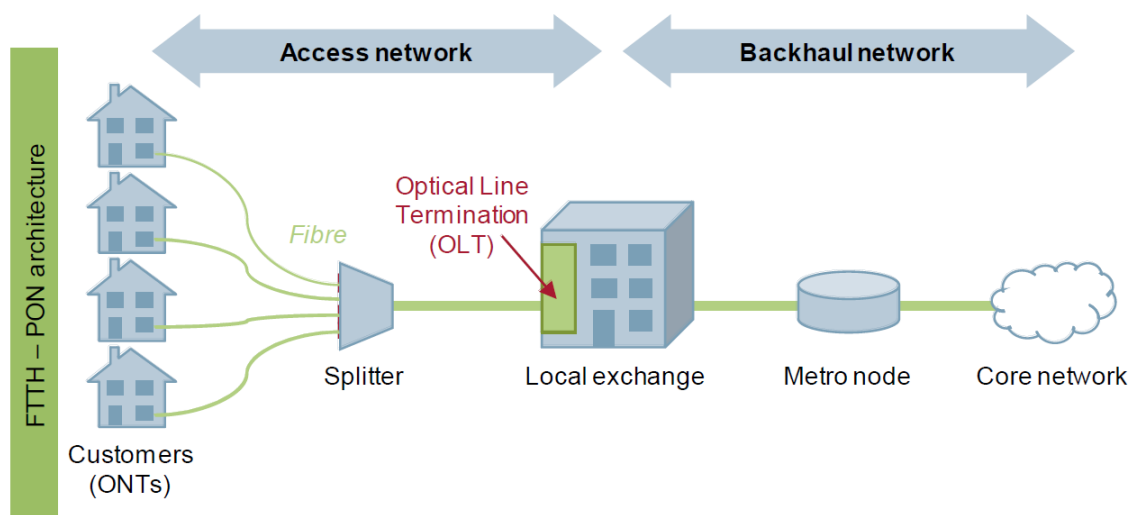 Access network
Backhaul network
FTTH – PON architecture
Optical Line
Termination
(OLT)
Fibre
Splitter
Local exchange
Metro node
Core network
Customers
(ONTs)